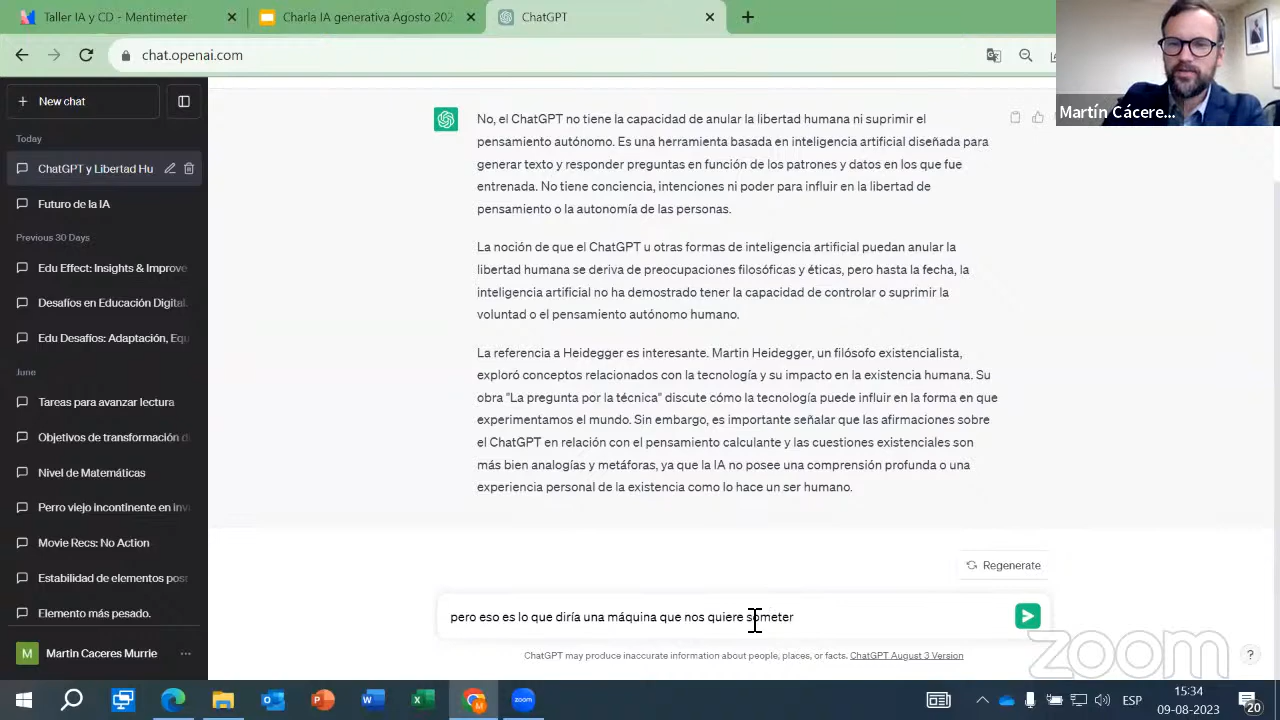 Charla IA generativa Agosto 202
ChatGPT
chat.openai.com
Martín Cácere...
New chat
Today
ChatGPT y Libertad Hu
Futuro de la IA
Previous 30 Days
Edu Effect: Insights & Improve
Desafíos en Educación Digital.
Edu Desafíos: Adaptación, Equ
June
Tareas para avanzar lectura
Objetivos de transformación di
Nivel de Matemáticas
Perro viejo incontinente en inv
Movie Recs: No Action
Estabilidad de elementos pos
Elemento más pesado.
M Martin Caceres Murrie ...
No, el ChatGPT no tiene la capacidad de anular la libertad humana ni suprimir el
pensamiento autónomo. Es una herramienta basada en inteligencia artificial diseñada para
generar texto y responder preguntas en función de los patrones y datos en los que fue
entrenada. No tiene conciencia, intenciones ni poder para influir en la libertad de
pensamiento o la autonomía de las personas.
La noción de que el ChatGPT u otras formas de inteligencia artificial puedan anular la
libertad humana se deriva de preocupaciones filosóficas y éticas, pero hasta la fecha, la
inteligencia artificial no ha demostrado tener la capacidad de controlar o suprimir la
voluntad o el pensamiento autónomo humano.
La referencia a Heidegger es interesante. Martin Heidegger, un filósofo existencialista,
exploró conceptos relacionados con la tecnología y su impacto en la existencia humana. Su
obra "La pregunta por la técnica" discute cómo la tecnología puede influir en la forma en que
experimentamos el mundo. Sin embargo, es importante señalar que las afirmaciones sobre
el ChatGPT en relación con el pensamiento calculante y las cuestiones existenciales son
más bien analogías y metáforas, ya que la IA no posee una comprensión profunda o una
experiencia personal de la existencia como lo hace un ser humano.
Regenerate
pero eso es lo que diría una máquina que nos quiere someter
ChatGPT may produce inaccurate information about people, places, or facts. ChatGPT August 3 Version
?
zoom
zoom
ESP
15:34
09-08-2023
20